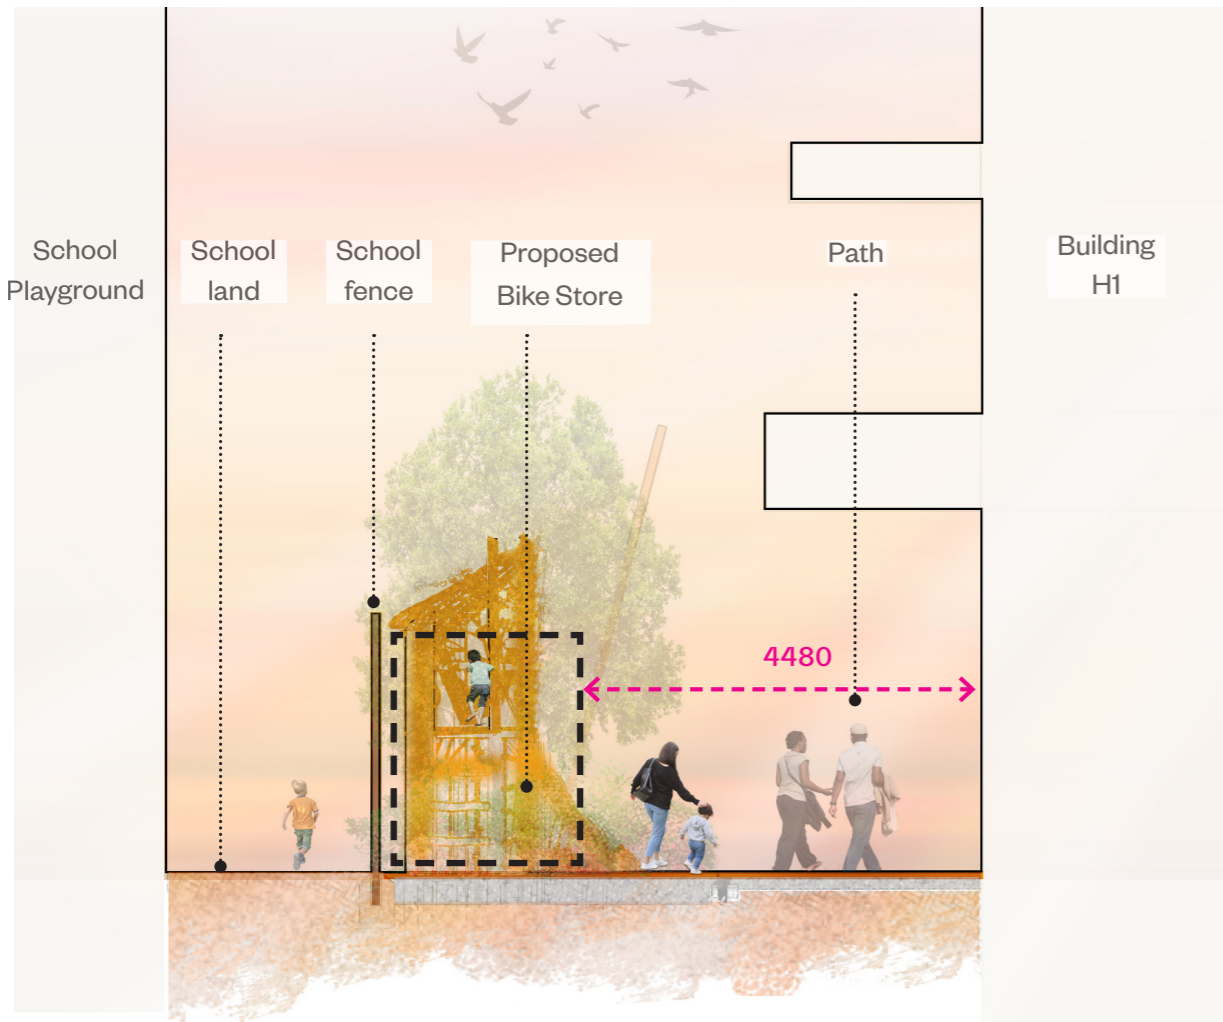 School
Playground
School
land
School
fence
Proposed
Bike Store
Path
Building
H1
4480